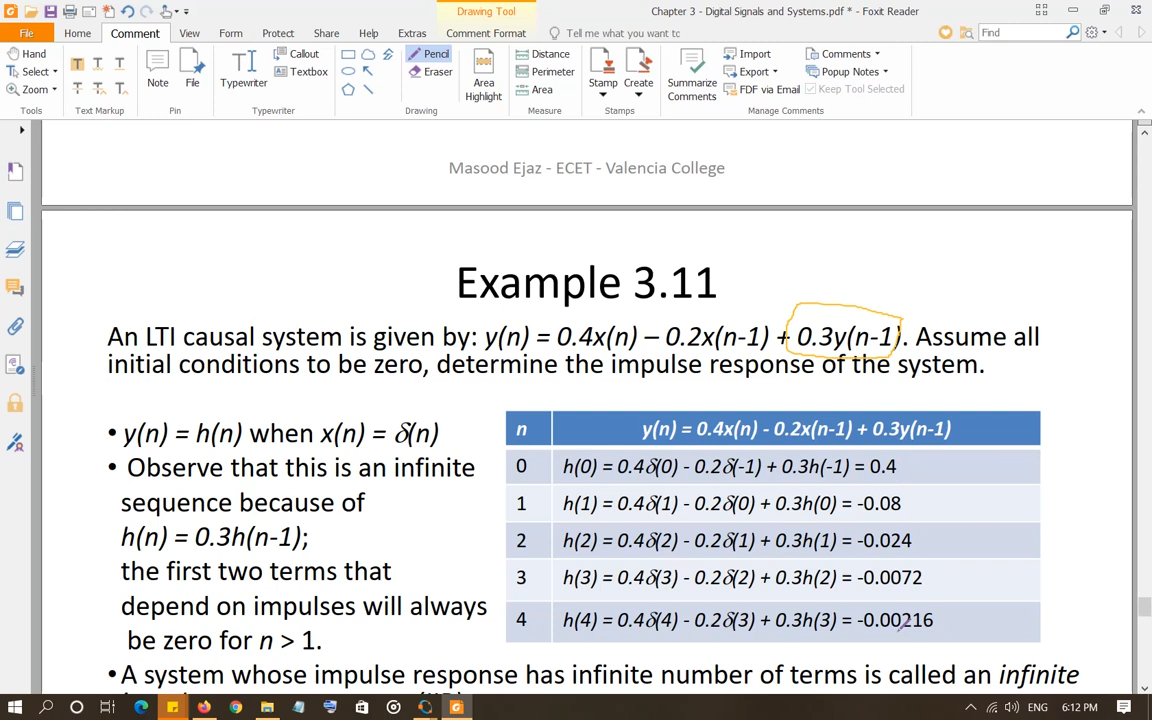 Drawing Tool
Chapter 3 - Digital Signals and Systems.pdf * - Foxit Reader
File Home Comment View Form Protect Share Help Extras Comment Format Tell me what you want to Find
Hand Select Zoom
Tools
Text Markup
Note File
Pin
Typewriter Callout Textbox
Typewriter
Pencil Eraser Area Highlight
Drawing
Distance Perimeter Area
Measure
Stamp Create
Stamps
Summarize Comments Import Export FDF via Email Comments Popup Notes Keep Tool Selected
Manage Comments
Masood Ejaz - ECET - Valencia College
Example 3.11
An LTI causal system is given by: y(n) = 0.4x(n) – 0.2x(n-1) + 0.3y(n-1). Assume all
initial conditions to be zero, determine the impulse response of the system.
• y(n) = h(n) when x(n) = δ(n)
• Observe that this is an infinite
sequence because of
h(n) = 0.3h(n-1);
the first two terms that
depend on impulses will always
be zero for n > 1.
n y(n) = 0.4x(n) - 0.2x(n-1) + 0.3y(n-1)
0 h(0) = 0.4δ(0) - 0.2δ(-1) + 0.3h(-1) = 0.4
1 h(1) = 0.4δ(1) - 0.2δ(0) + 0.3h(0) = -0.08
2 h(2) = 0.4δ(2) - 0.2δ(1) + 0.3h(1) = -0.024
3 h(3) = 0.4δ(3) - 0.2δ(2) + 0.3h(2) = -0.0072
4 h(4) = 0.4δ(4) - 0.2δ(3) + 0.3h(3) = -0.00216
•A system whose impulse response has infinite number of terms is called an infinite
ENG 6:12 PM